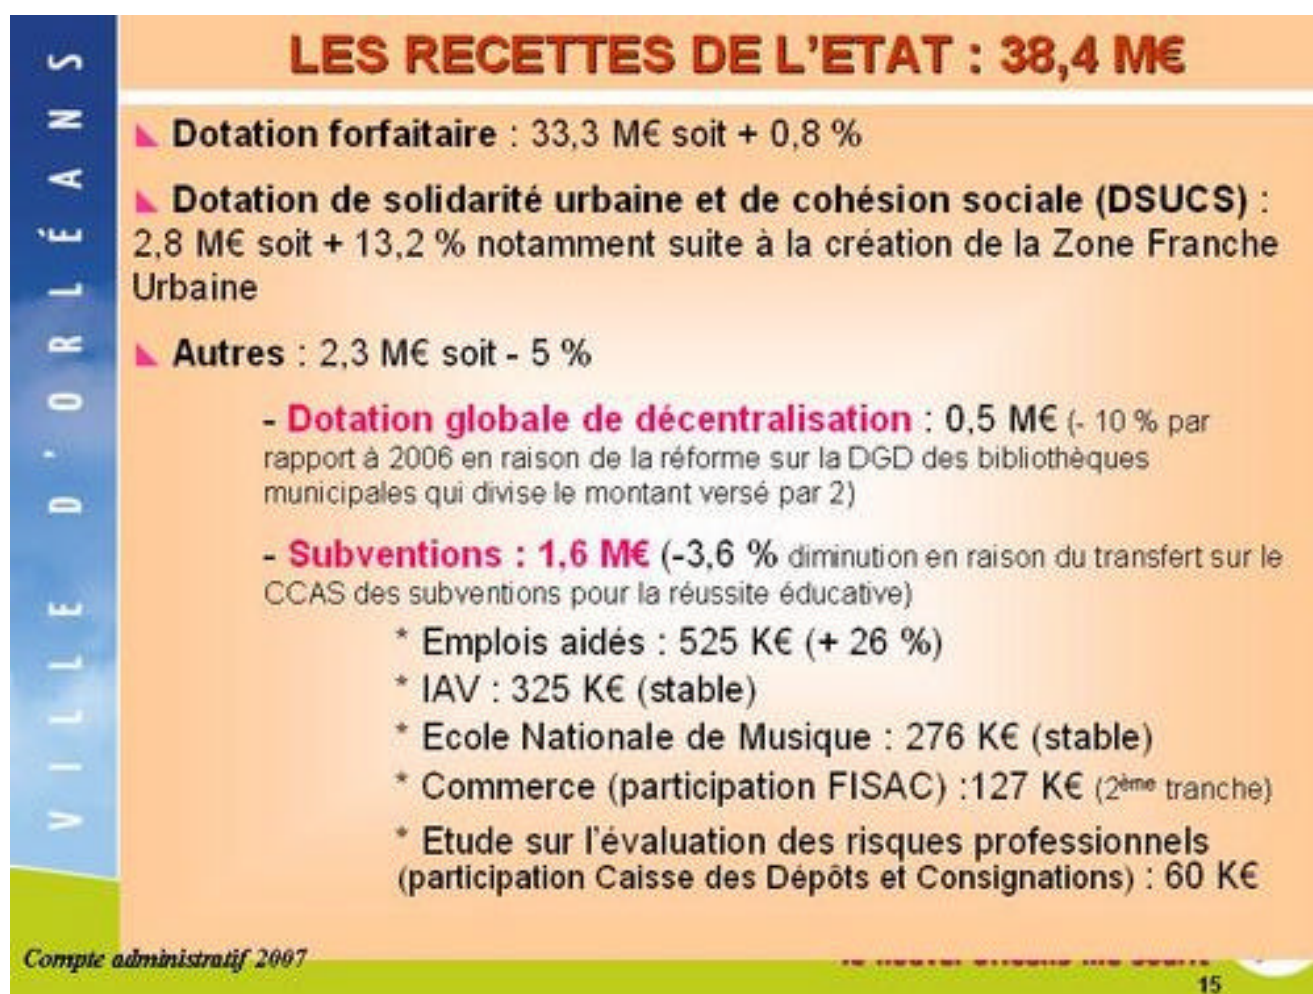 LES RECETTES DE L'ETAT : 38,4 M€
VILLE D'ORLÉANS
Dotation forfaitaire : 33,3 M€ soit + 0,8 %
Dotation de solidarité urbaine et de cohésion sociale (DSUCS) :
2,8 M€ soit + 13,2 % notamment suite à la création de la Zone Franche
Urbaine
Autres : 2,3 M€ soit - 5 %
- Dotation globale de décentralisation : 0,5 M€ (- 10 % par
rapport à 2006 en raison de la réforme sur la DGD des bibliothèques
municipales qui divise le montant versé par 2)
- Subventions : 1,6 M€ (-3,6 % diminution en raison du transfert sur le
CCAS des subventions pour la réussite éducative)
* Emplois aidés : 525 K€ (+ 26 %)
* IAV : 325 K€ (stable)
* Ecole Nationale de Musique : 276 K€ (stable)
* Commerce (participation FISAC) :127 K€ (2ème tranche)
* Etude sur l'évaluation des risques professionnels
(participation Caisse des Dépôts et Consignations) : 60 K€
Compte administratif 2007
15